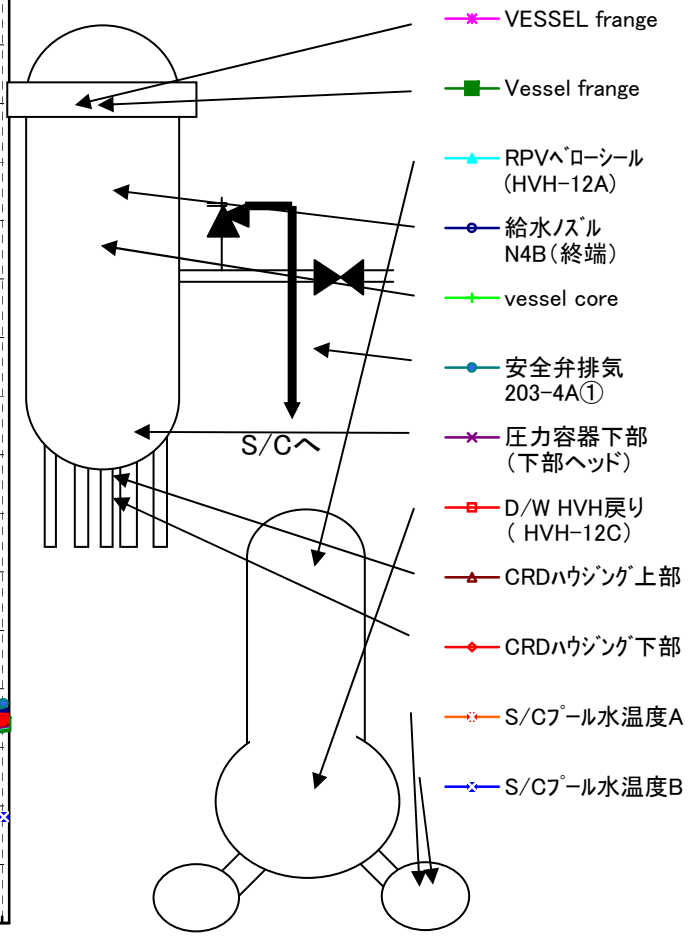 VESSEL frange
Vessel frange
RPVﾍﾞﾛｰｼｰﾙ
(HVH-12A)
給水ﾉｽﾞﾙ
N4B(終端)
vessel core
安全弁排気
203-4A①
圧力容器下部
(下部ヘッド)
D/W HVH戻り
( HVH-12C)
CRDﾊｳｼﾞﾝｸﾞ上部
CRDﾊｳｼﾞﾝｸﾞ下部
S/Cﾌﾟｰﾙ水温度A
S/Cﾌﾟｰﾙ水温度B
S/Cへ